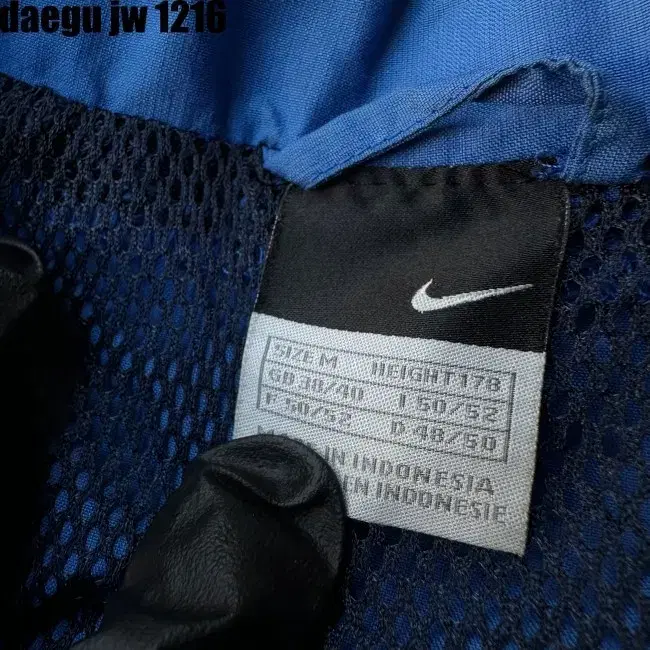 daegu jw 1216
SIZE M HEIGHT 178
GB 38/40 I 50/52
F 50/52 D 48/50
IN INDONESIA
EN INDONESIE